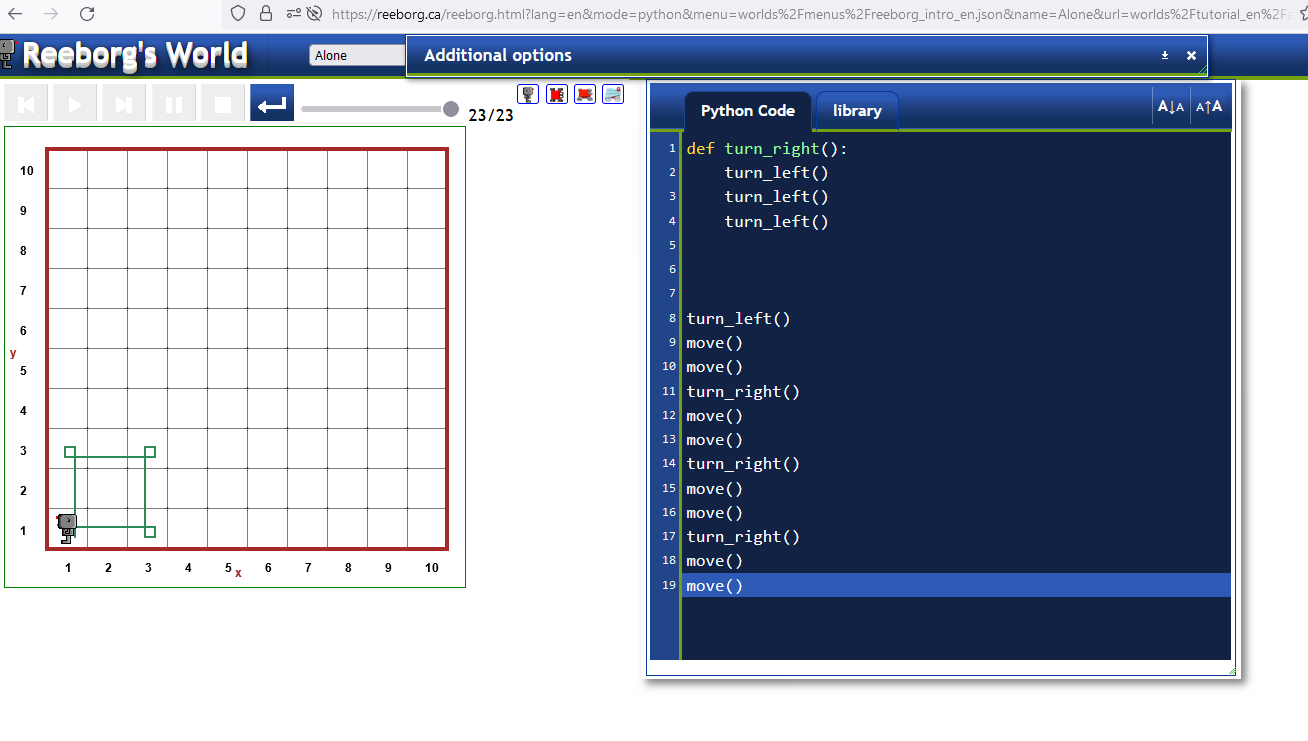 https://reeborg.ca/reeborg.html?lang=en&mode=python&menu=worlds%2Fmenus%2Freeborg_intro_en.json&name=Alone&url=worlds%2Ftutorial_en%2F
Reeborg's World
Alone
Additional options
23/23
Python Code
library
A↓A
A↑A
1 def turn_right():
2 turn_left()
3 turn_left()
4 turn_left()
5
6
7
8 turn_left()
9 move()
10 move()
11 turn_right()
12 move()
13 move()
14 turn_right()
15 move()
16 move()
17 turn_right()
18 move()
19 move()
10
9
8
7
6
y
5
4
3
2
1
1 2 3 4 5 x 6 7 8 9 10